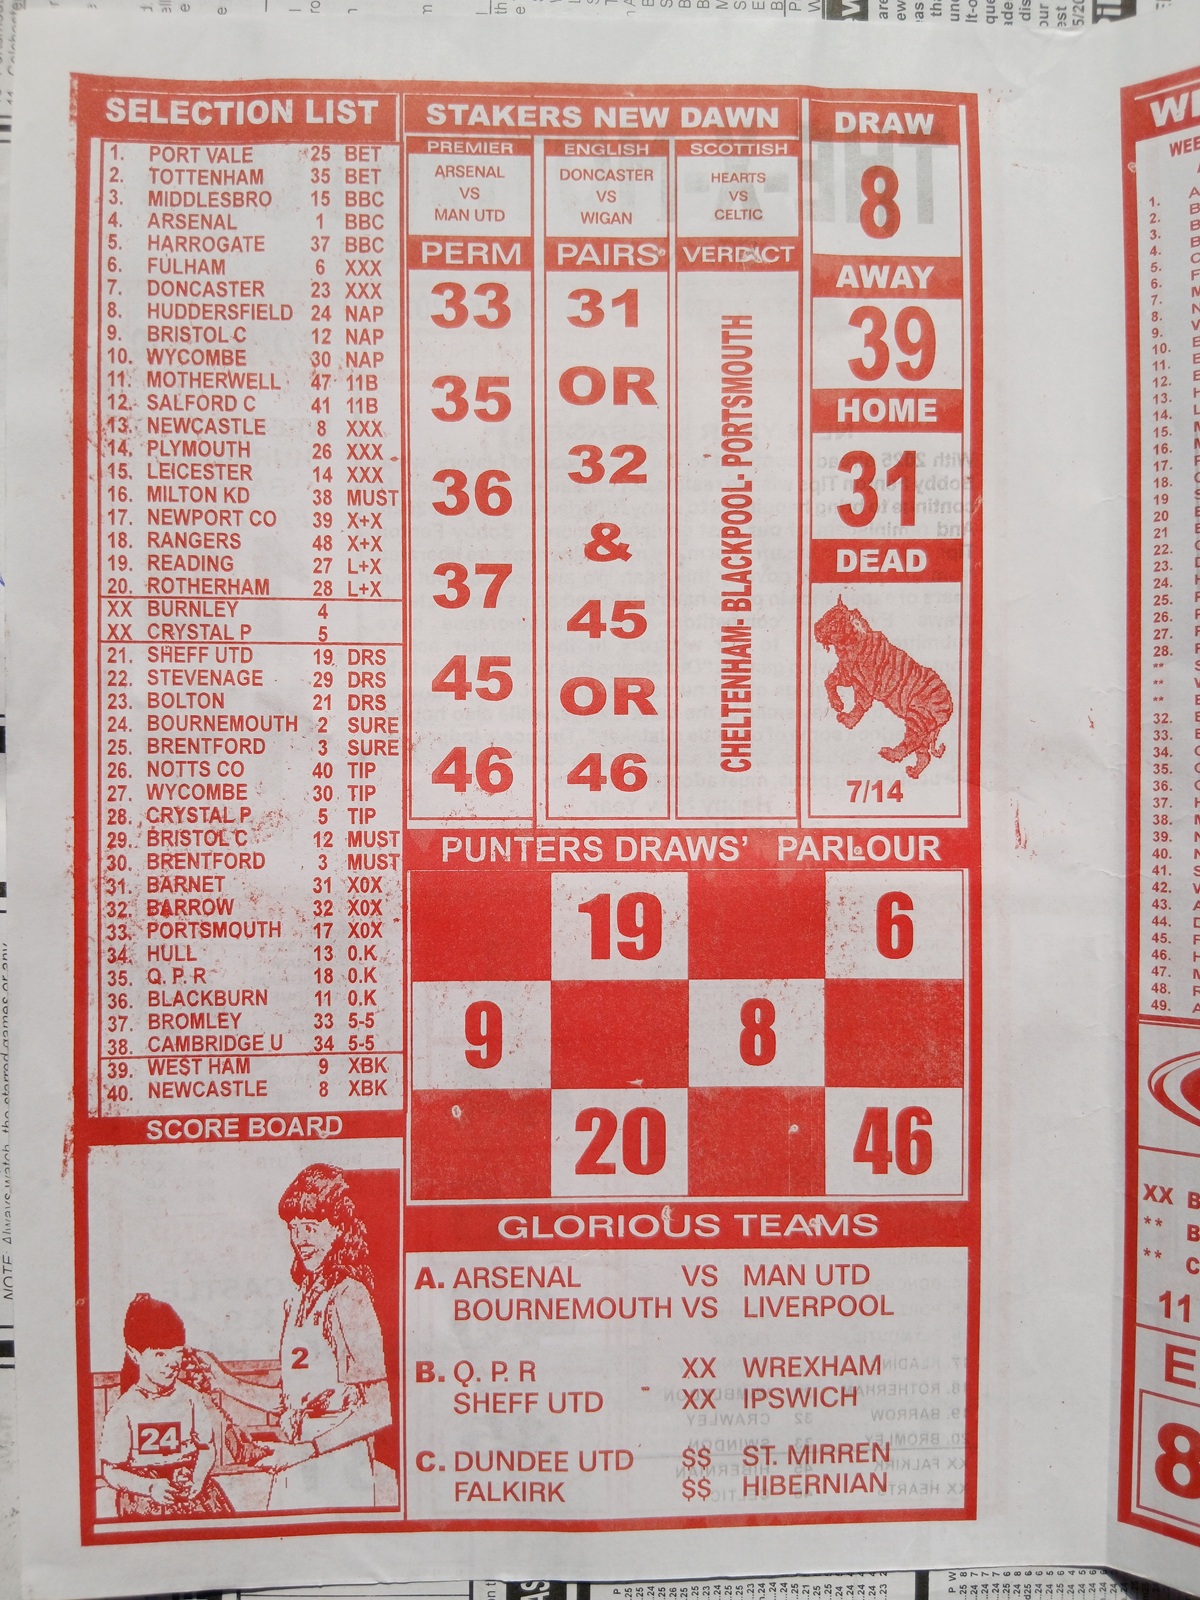 SELECTION LIST
1. PORT VALE 25 BET
2. TOTTENHAM 35 BET
3. MIDDLESBRO 15 BBC
4. ARSENAL 1 BBC
5. HARROGATE 37 BBC
6. FULHAM 6 XXX
7. DONCASTER 23 XXX
8. HUDDERSFIELD 24 NAP
9. BRISTOL C 12 NAP
10. WYCOMBE 30 NAP
11. MOTHERWELL 47 11B
12. SALFORD C 41 11B
13. NEWCASTLE 8 XXX
14. PLYMOUTH 26 XXX
15. LEICESTER 14 XXX
16. MILTON KD 38 MUST
17. NEWPORT CO 39 X+X
18. RANGERS 48 X+X
19. READING 27 L+X
20. ROTHERHAM 28 L+X
XX BURNLEY 4
XX CRYSTAL P 5
21. SHEFF UTD 19 DRS
22. STEVENAGE 29 DRS
23. BOLTON 21 DRS
24. BOURNEMOUTH 2 SURE
25. BRENTFORD 3 SURE
26. NOTTS CO 40 TIP
27. WYCOMBE 30 TIP
28. CRYSTAL P 5 TIP
29. BRISTOL C 12 MUST
30. BRENTFORD 3 MUST
31. BARNET 31 X0X
32. BARROW 32 X0X
33. PORTSMOUTH 17 X0X
34. HULL 13 0.K
35. Q. P. R 18 0.K
36. BLACKBURN 11 0.K
37. BROMLEY 33 5-5
38. CAMBRIDGE U 34 5-5
39. WEST HAM 9 XBK
40. NEWCASTLE 8 XBK
SCORE BOARD
2
24
STAKERS NEW DAWN
PREMIER
ARSENAL
VS
MAN UTD
ENGLISH
DONCASTER
VS
WIGAN
SCOTTISH
HEARTS
VS
CELTIC
PERM
33
35
36
37
45
46
PAIRS
31
OR
32
&
45
OR
46
VERDICT
CHELTENHAM- BLACKPOOL- PORTSMOUTH
DRAW
8
AWAY
39
HOME
31
DEAD
7/14
PUNTERS DRAWS' PARLOUR
19 6
9 8
20 46
GLORIOUS TEAMS
A. ARSENAL VS MAN UTD
BOURNEMOUTH VS LIVERPOOL
B. Q. P. R XX WREXHAM
SHEFF UTD XX IPSWICH
C. DUNDEE UTD $$ ST. MIRREN
FALKIRK $$ HIBERNIAN